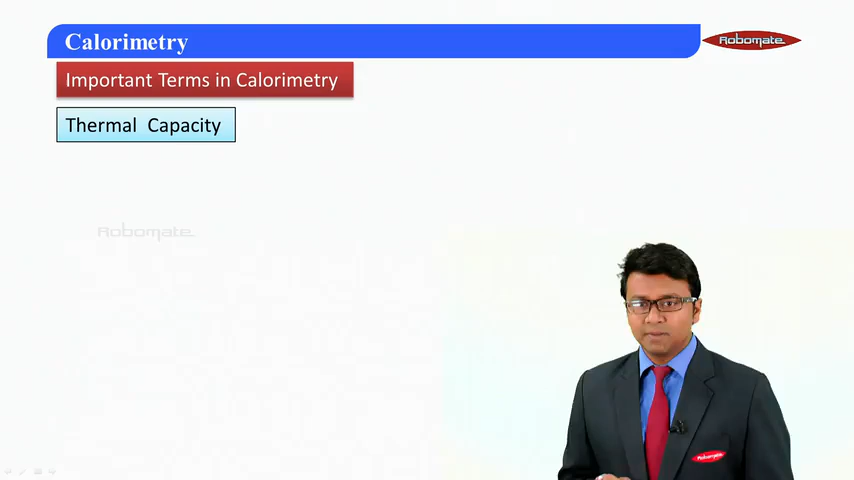 Calorimetry
Robomate
Important Terms in Calorimetry
Thermal Capacity
Robomate
Robomate